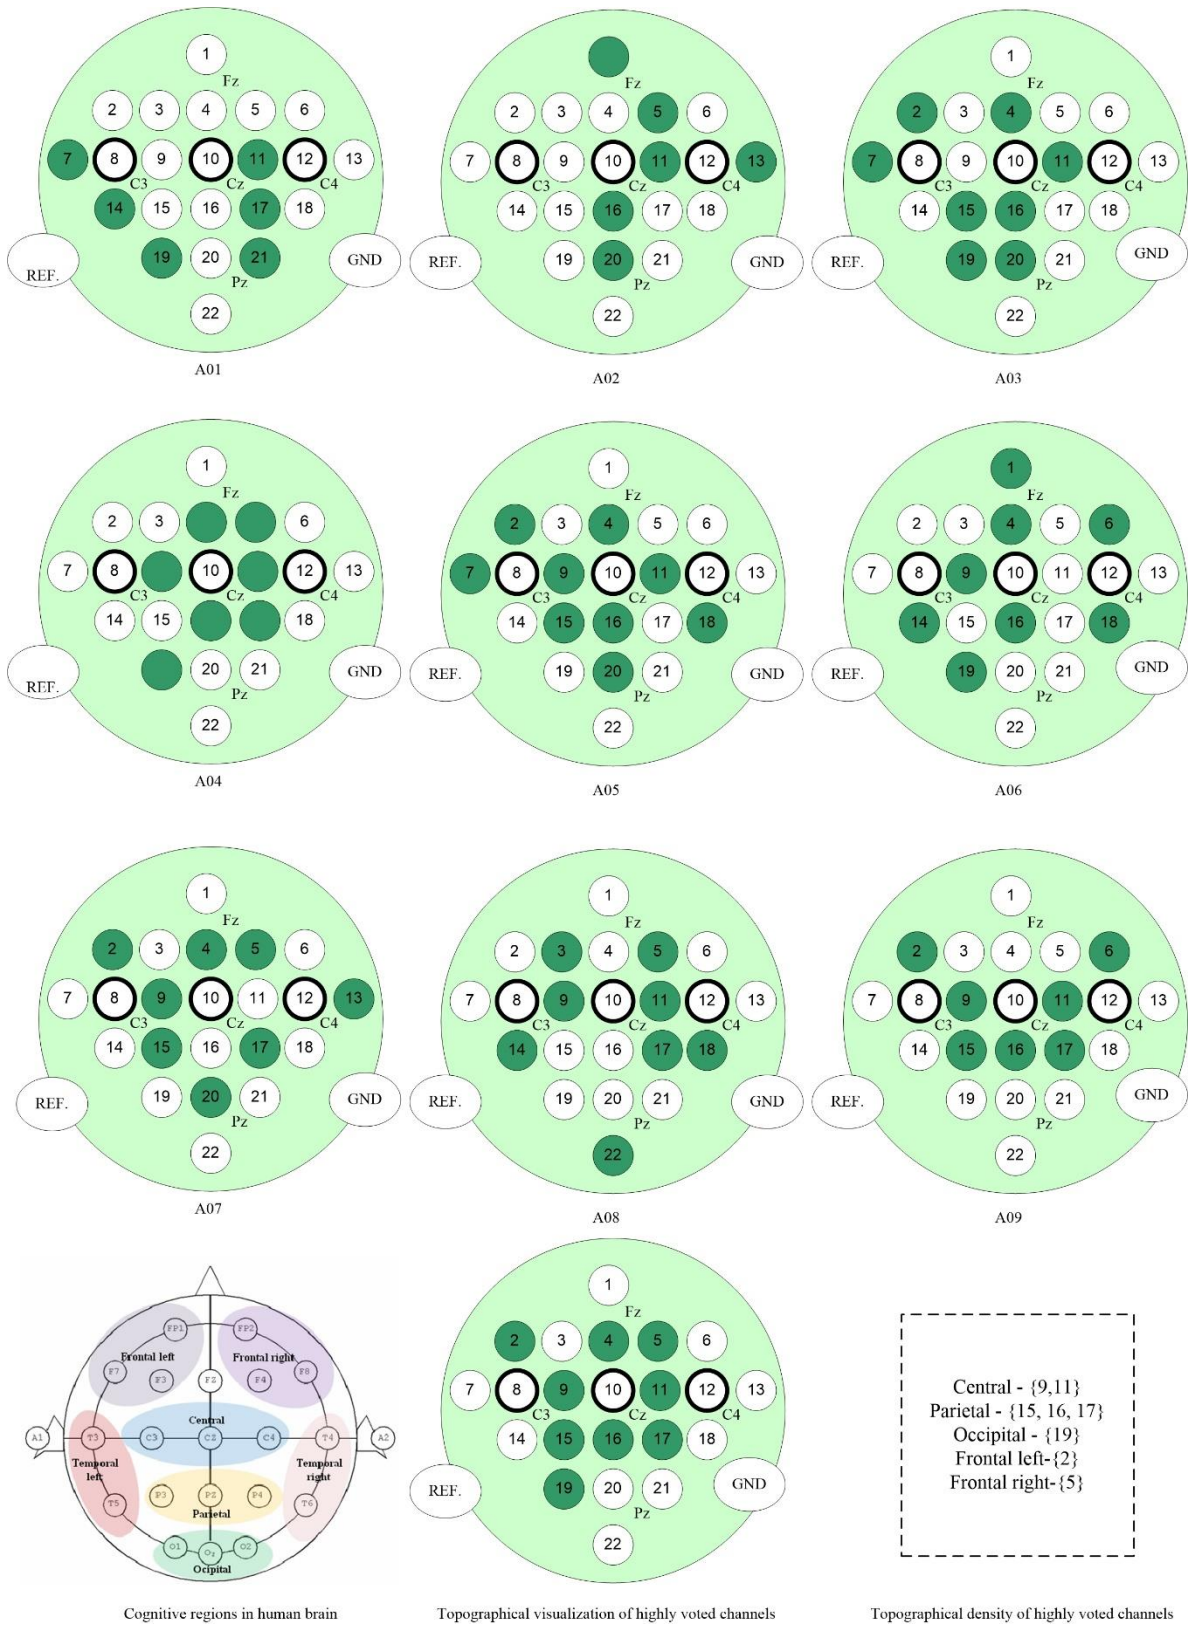 1
Fz
2 3 4 5 6
7 8 9 10 11 12 13
C3 Cz C4
14 15 16 17 18
REF. 19 20 21 GND
Pz
22
A01
Fz
2 3 4 5 6
7 8 9 10 11 12 13
C3 Cz C4
14 15 16 17 18
REF. 19 20 21 GND
Pz
22
A02
1
Fz
2 3 4 5 6
7 8 9 10 11 12 13
C3 Cz C4
14 15 16 17 18
REF. 19 20 21 GND
Pz
22
A03
1
Fz
2 3 6
7 8 10 12 13
C3 Cz C4
14 15 18
REF. 20 21 GND
Pz
22
A04
1
Fz
2 3 4 5 6
7 8 9 10 11 12 13
C3 Cz C4
14 15 16 17 18
REF. 19 20 21 GND
Pz
22
A05
1
Fz
2 3 4 5 6
7 8 9 10 11 12 13
C3 Cz C4
14 15 16 17 18
REF. 19 20 21 GND
Pz
22
A06
1
Fz
2 3 4 5 6
7 8 9 10 11 12 13
C3 Cz C4
14 15 16 17 18
REF. 19 20 21 GND
Pz
22
A07
1
Fz
2 3 4 5 6
7 8 9 10 11 12 13
C3 Cz C4
14 15 16 17 18
REF. 19 20 21 GND
Pz
22
A08
1
Fz
2 3 4 5 6
7 8 9 10 11 12 13
C3 Cz C4
14 15 16 17 18
REF. 19 20 21 GND
Pz
22
A09
FP1 FP2
Frontal left Frontal right
F7 F3 FZ F4 F8
Central
A1 T3 C3 CZ C4 T4 A2
Temporal left
Temporal right
T5 P3 PZ P4 T6
Parietal
O1 Oz O2
Ocipital
Cognitive regions in human brain
1
Fz
2 3 4 5 6
7 8 9 10 11 12 13
C3 Cz C4
14 15 16 17 18
REF. 19 20 21 GND
Pz
22
Topographical visualization of highly voted channels
Central - {9,11}
Parietal - {15, 16, 17}
Occipital - {19}
Frontal left-{2}
Frontal right-{5}
Topographical density of highly voted channels